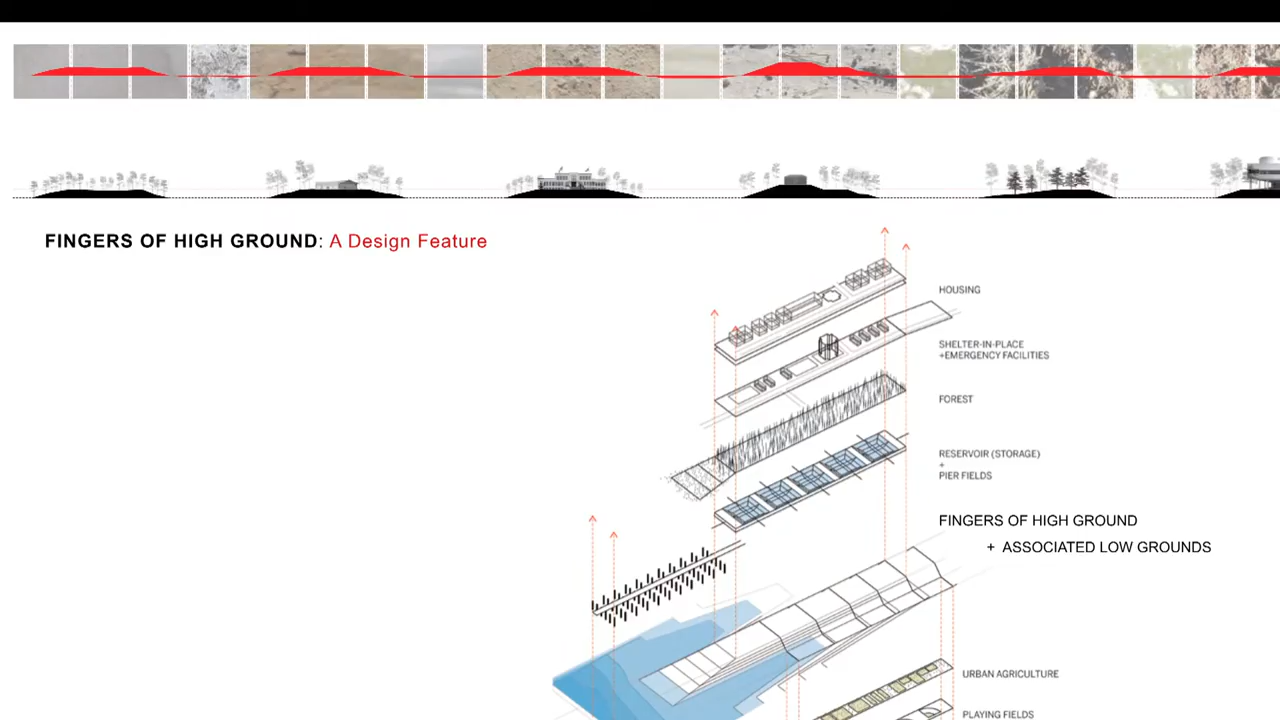 FINGERS OF HIGH GROUND: A Design Feature
HOUSING
SHELTER-IN-PLACE
+EMERGENCY FACILITIES
FOREST
RESERVOIR (STORAGE)
+
PIER FIELDS
FINGERS OF HIGH GROUND
+ ASSOCIATED LOW GROUNDS
URBAN AGRICULTURE
PLAYING FIELDS